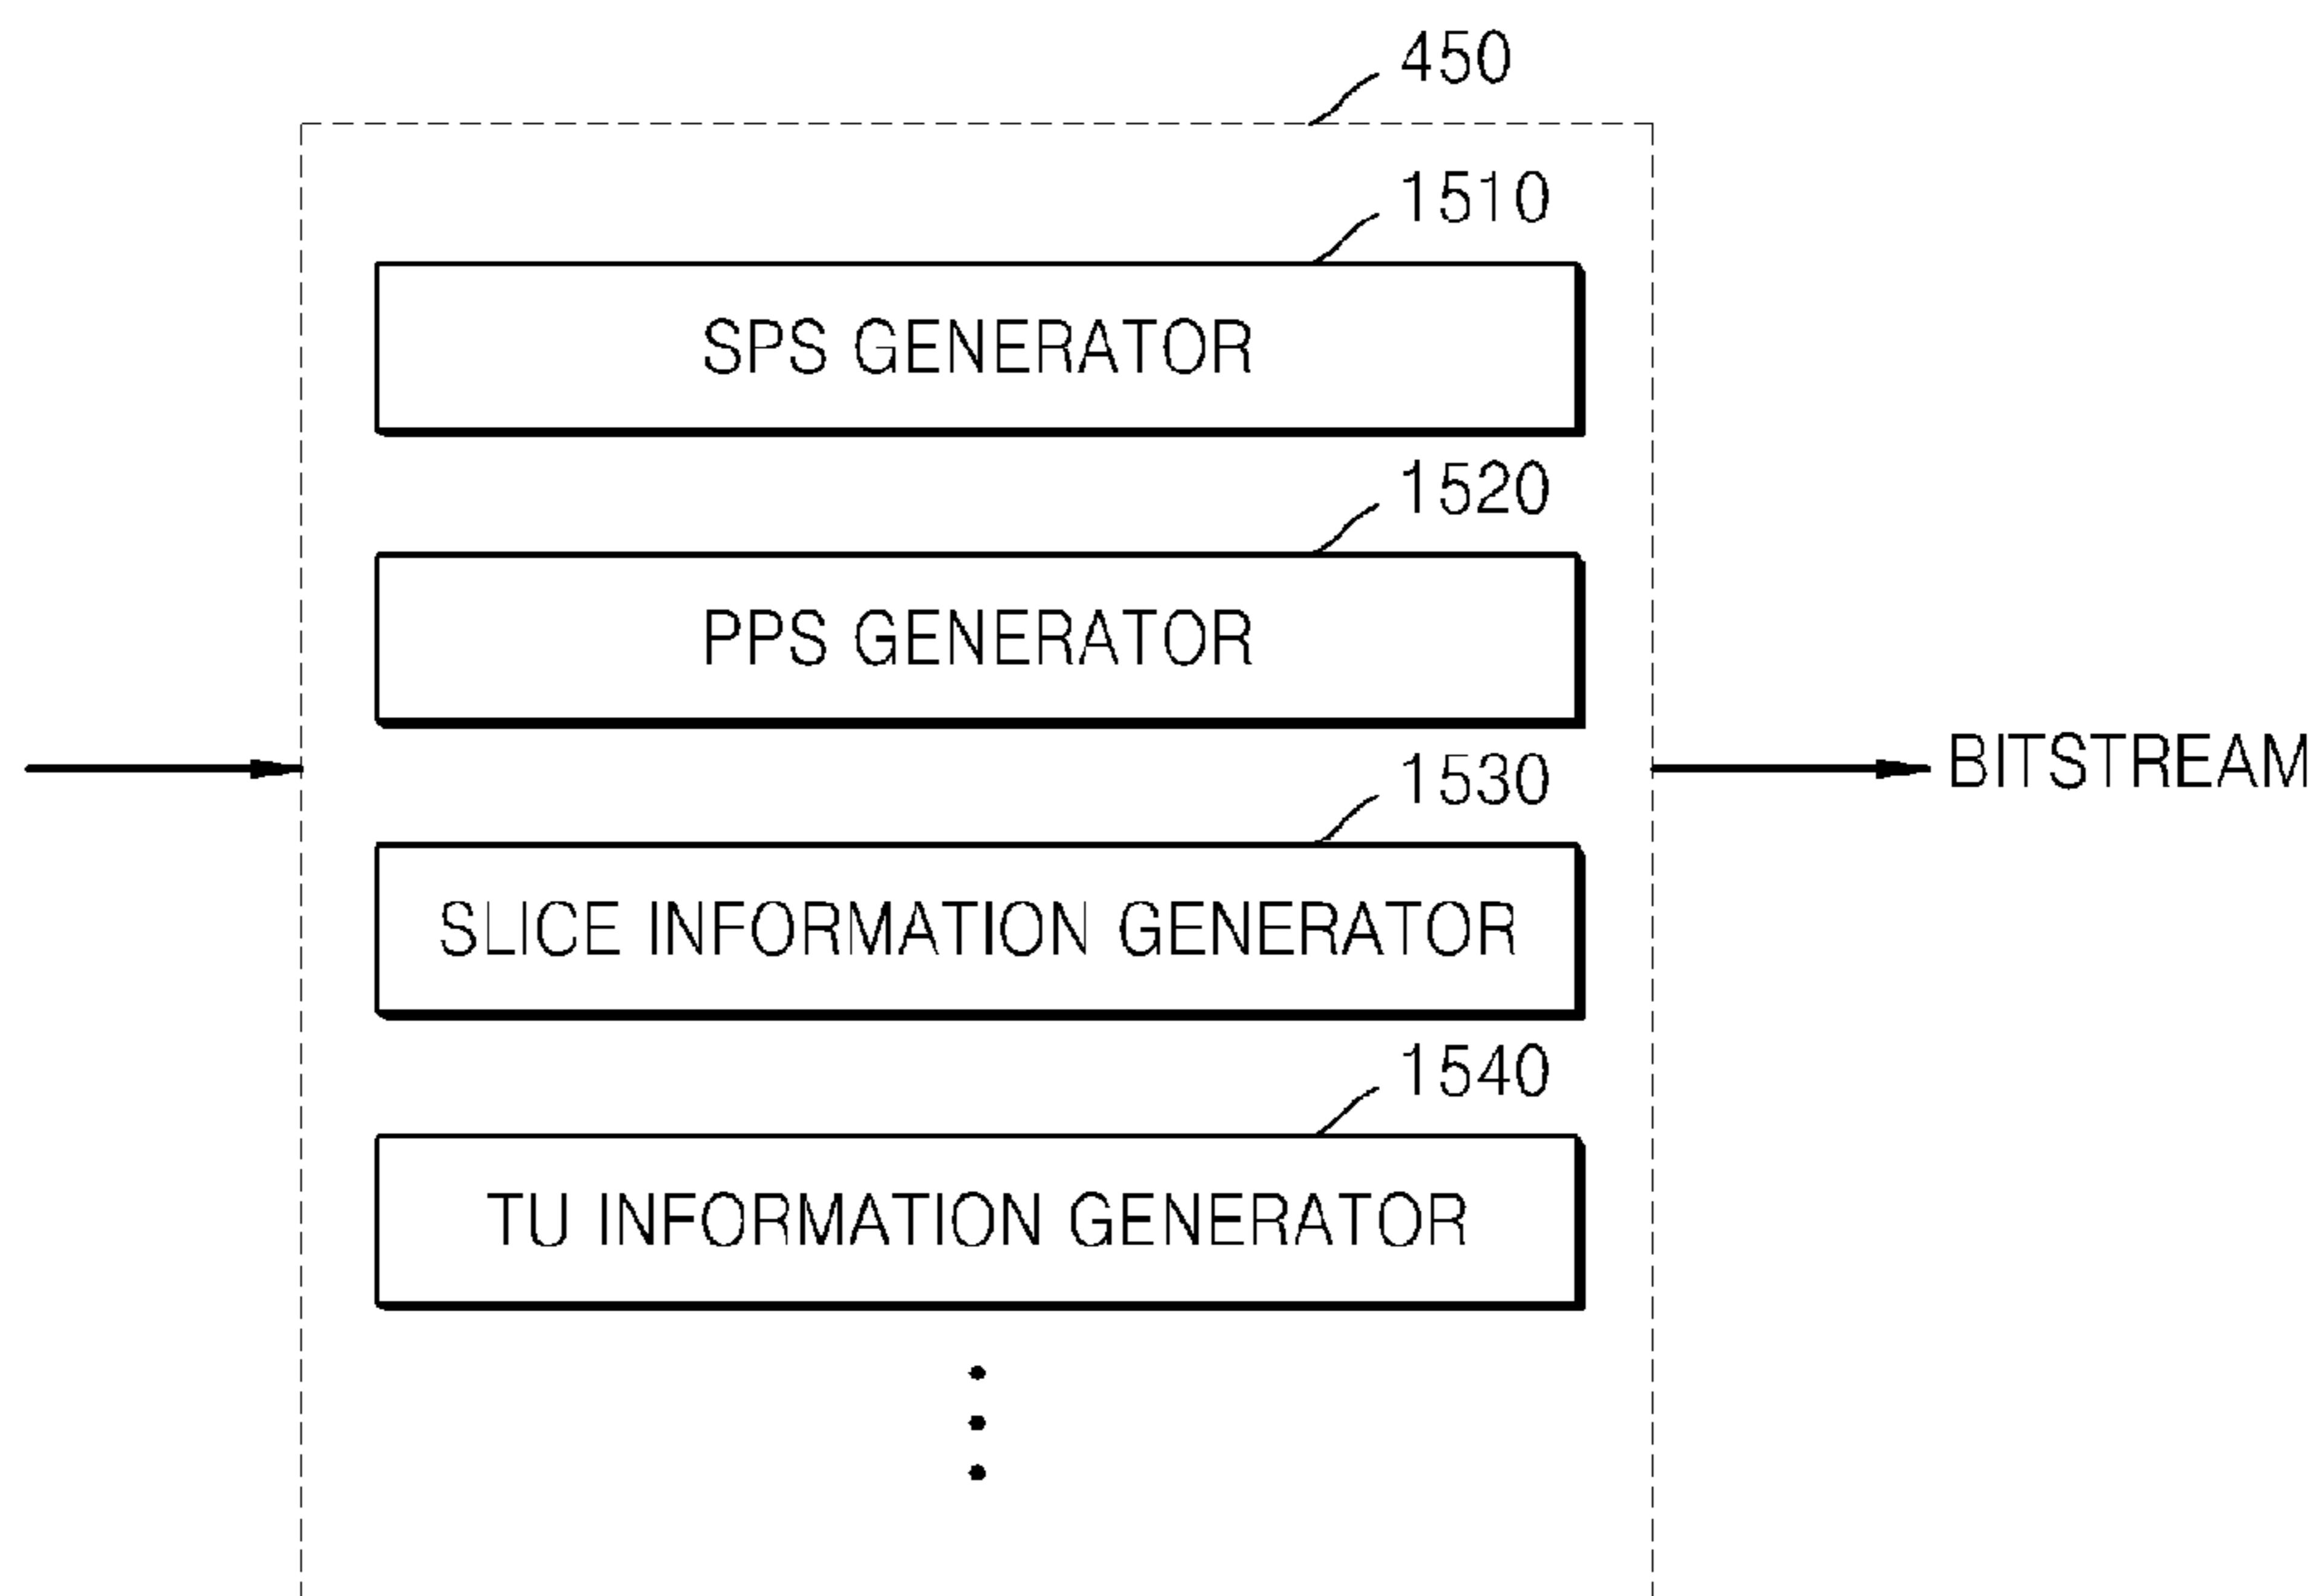 450
1510
SPS GENERATOR
1520
PPS GENERATOR
1530
BITSTREAM
SLICE INFORMATION GENERATOR
1540
TU INFORMATION GENERATOR